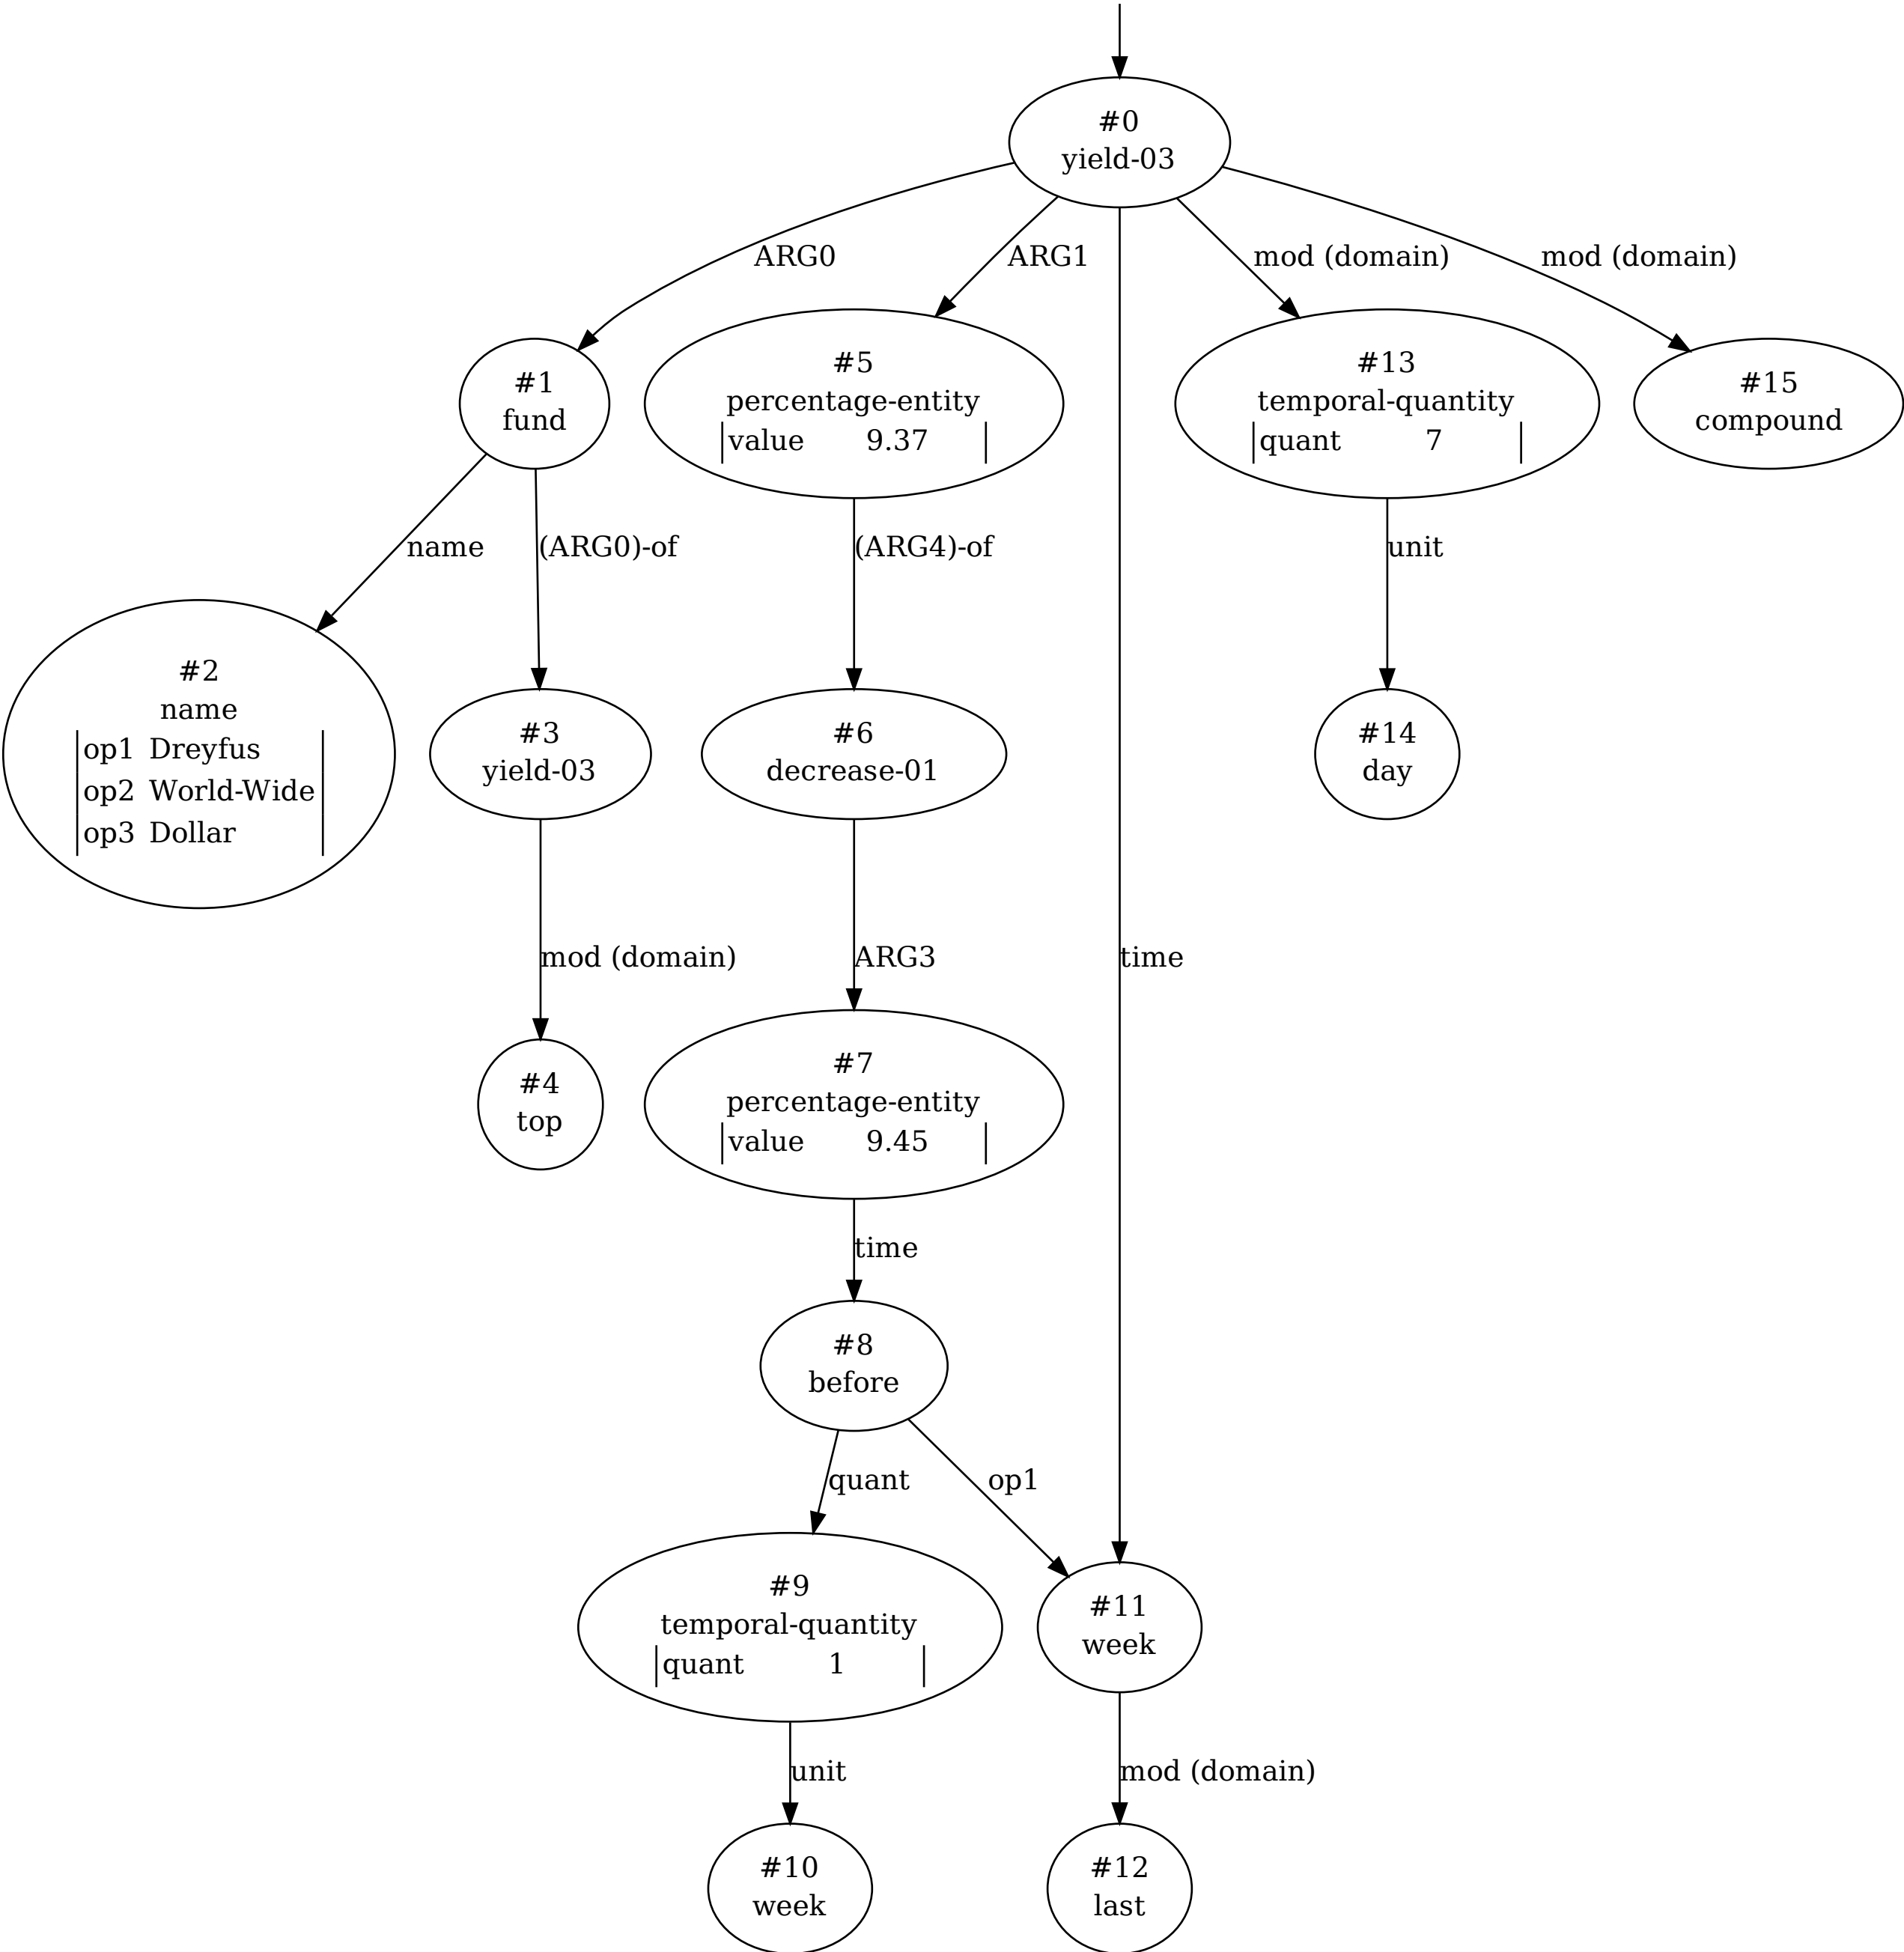 #0
yield-03
ARG0
ARG1
mod (domain)
mod (domain)
#1
fund
#5
percentage-entity
value 9.37
#13
temporal-quantity
quant 7
#15
compound
name
(ARG0)-of
(ARG4)-of
unit
#2
name
op1 Dreyfus
op2 World-Wide
op3 Dollar
#3
yield-03
#6
decrease-01
#14
day
mod (domain)
ARG3
time
#4
top
#7
percentage-entity
value 9.45
time
#8
before
quant
op1
#9
temporal-quantity
quant 1
#11
week
unit
mod (domain)
#10
week
#12
last